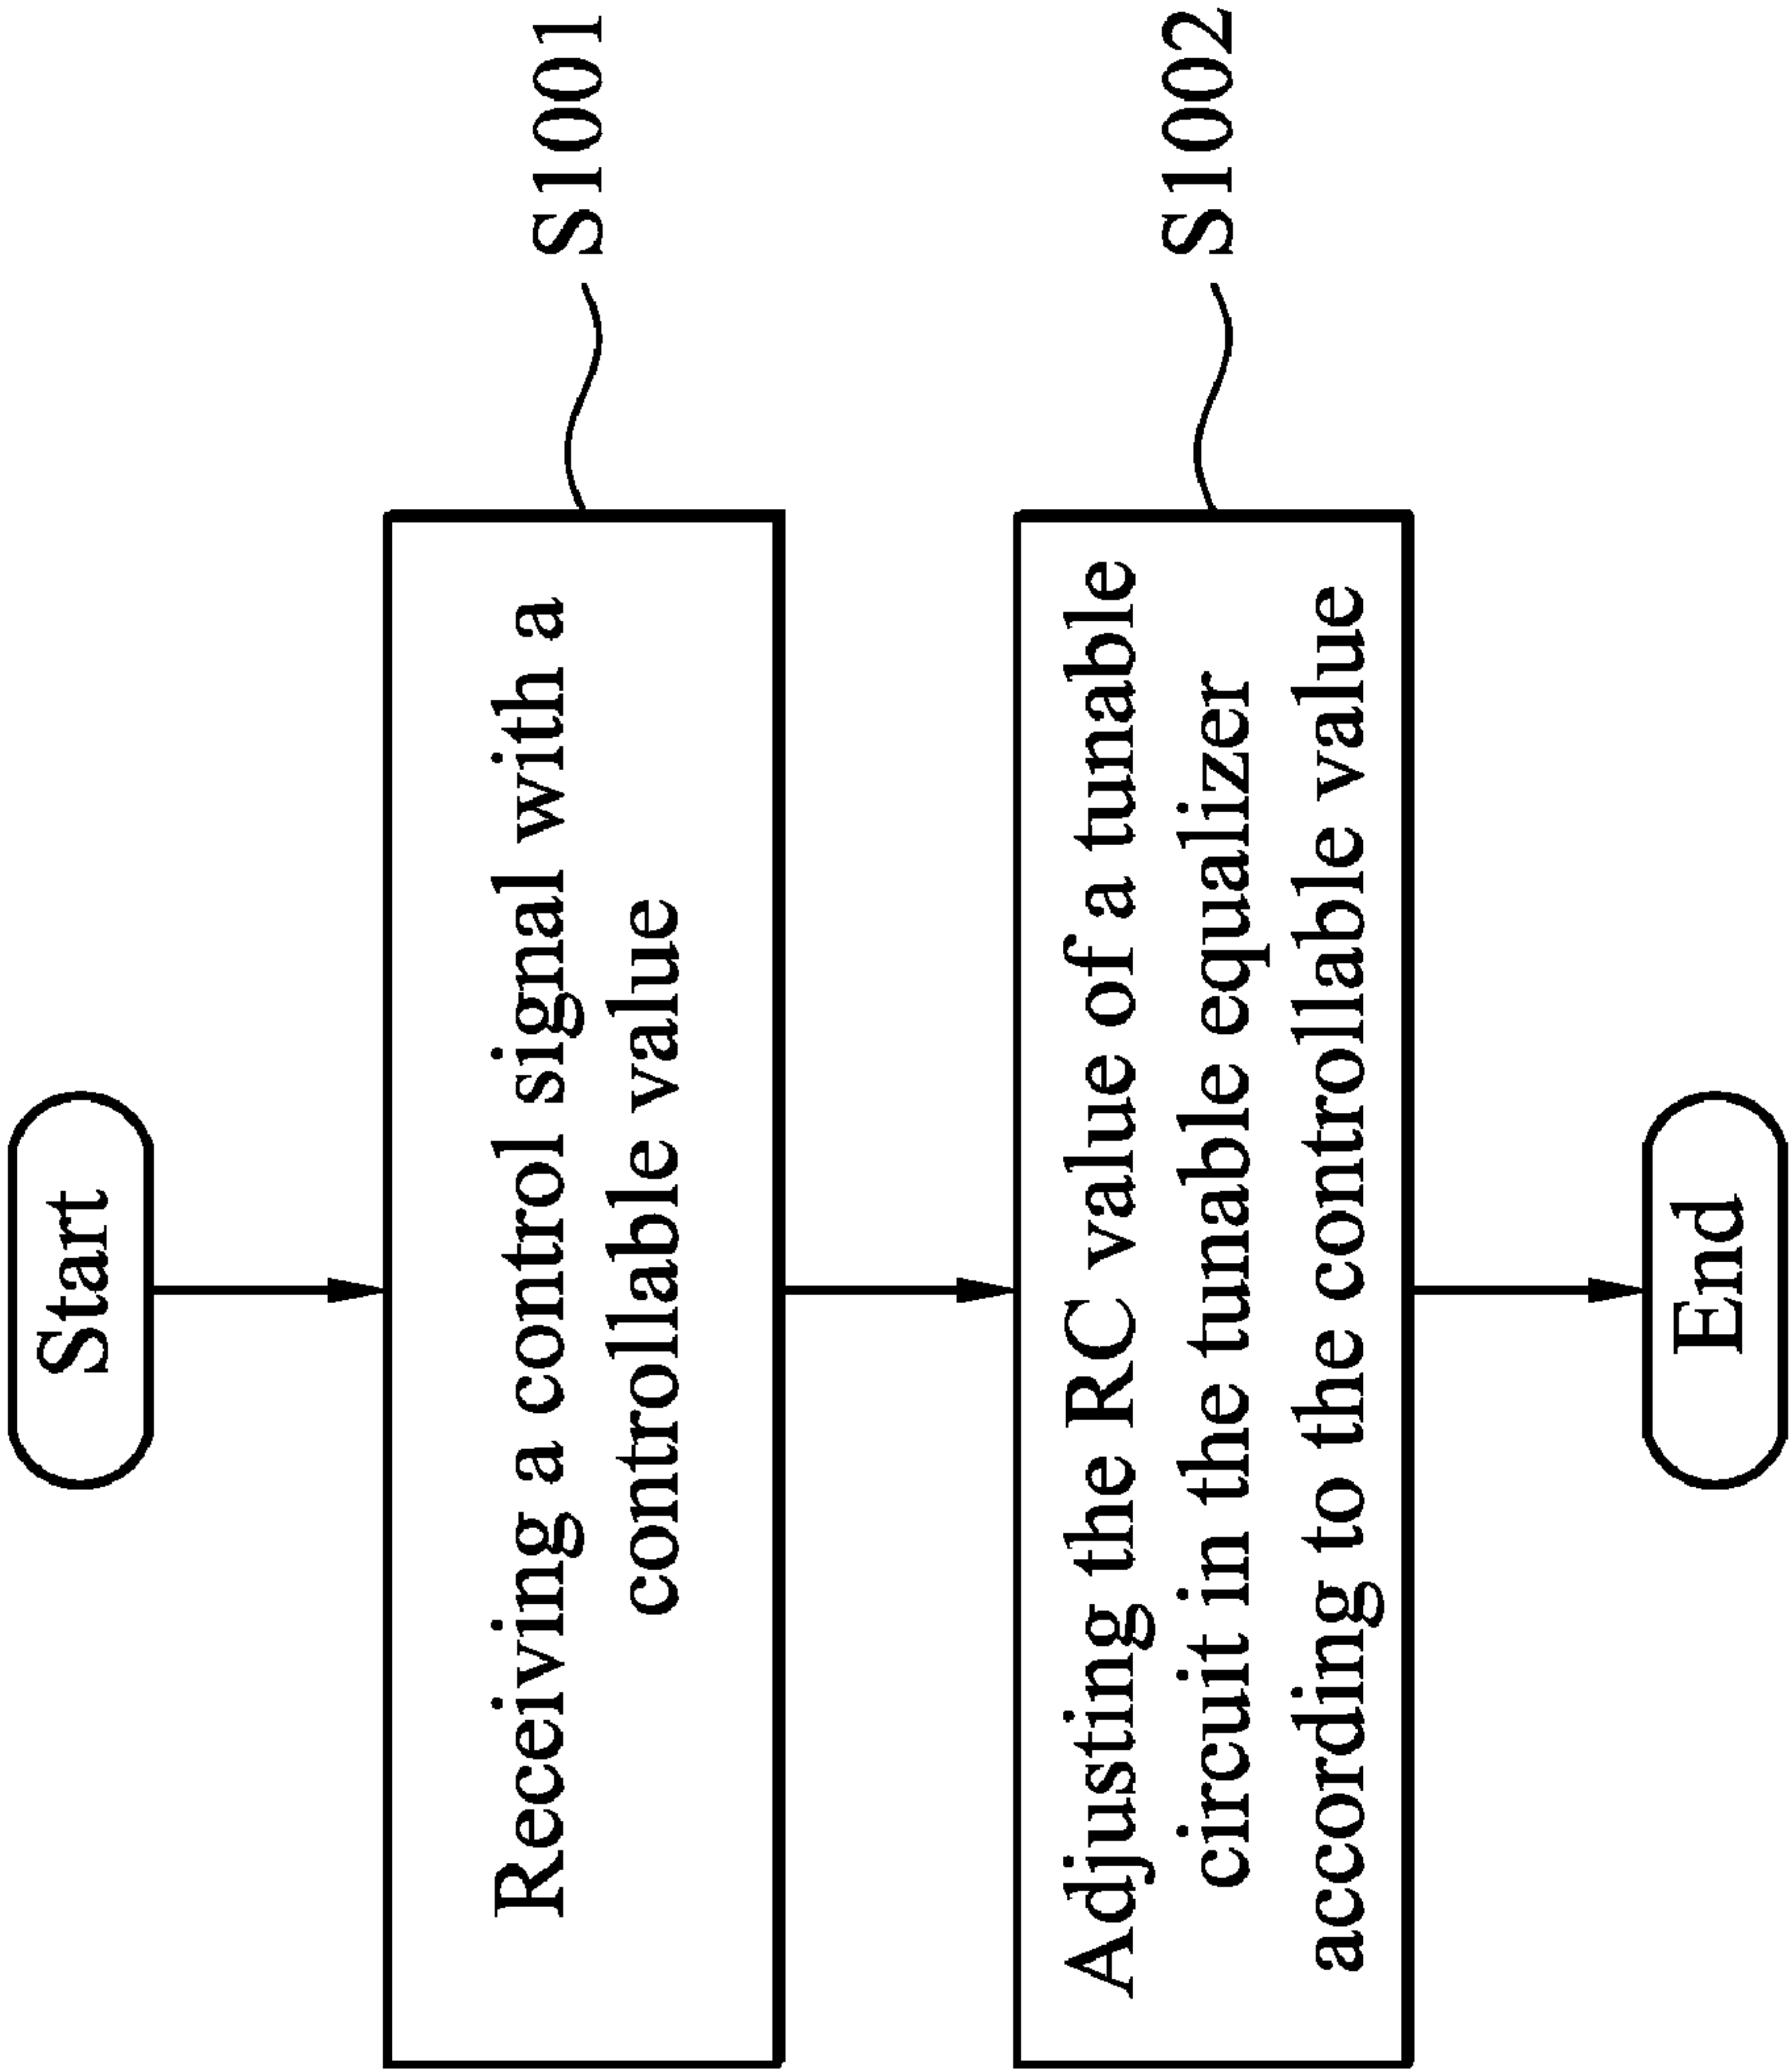 Start
Receiving a control signal with a
controllable value
S1001
Adjusting the RC value of a tunable
circuit in the tunable equalizer
according to the controllable value
S1002
End